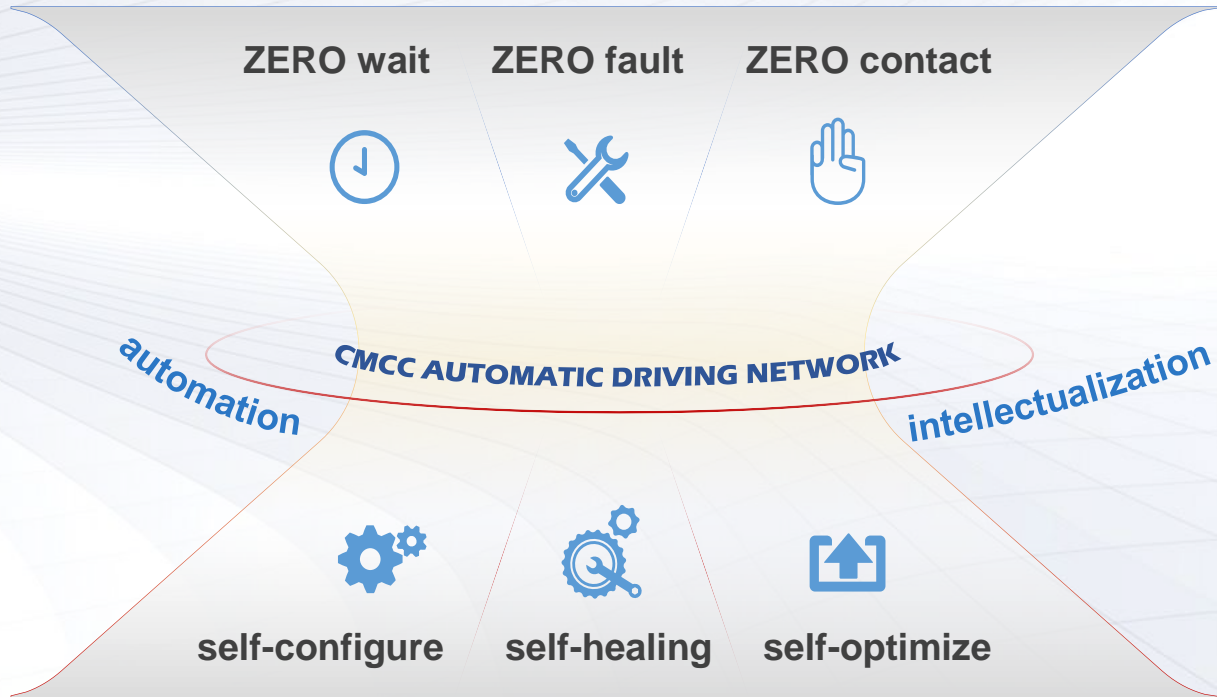 ZERO wait
ZERO fault
ZERO contact
CMCC AUTOMATIC DRIVING NETWORK
automation
intellectualization
self-configure
self-healing
self-optimize